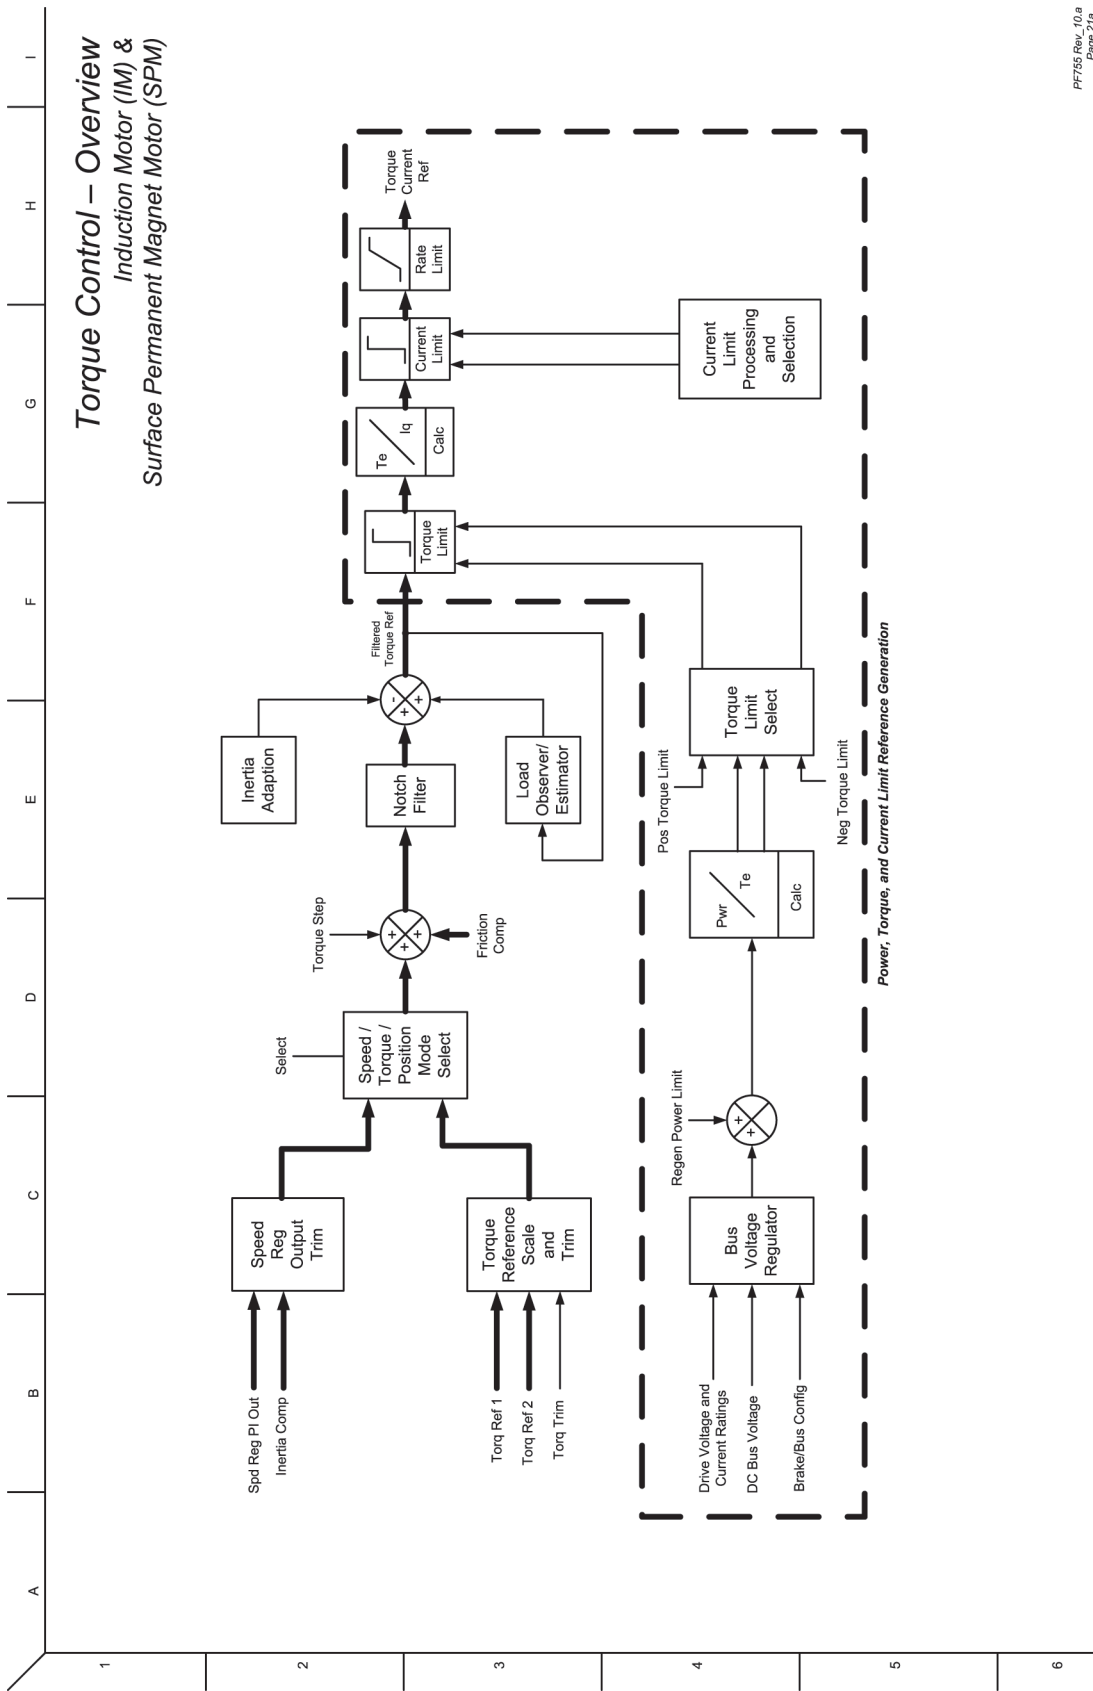 A
B
C
D
E
F
G
H
I
1
2
3
4
5
6
Torque Control – Overview
Induction Motor (IM) &
Surface Permanent Magnet Motor (SPM)
Spd Reg PI Out
Inertia Comp
Speed
Reg
Output
Trim
Torq Ref 1
Torq Ref 2
Torq Trim
Torque
Reference
Scale
and
Trim
Select
Speed /
Torque /
Position
Mode
Select
Torque Step
+
+
+
Friction
Comp
Inertia
Adaption
Notch
Filter
Load
Observer/
Estimator
-
+
+
Filtered
Torque Ref
Torque
Limit
Te
Iq
Calc
Current
Limit
Rate
Limit
Torque
Current
Ref
Current
Limit
Processing
and
Selection
Drive Voltage and
Current Ratings
DC Bus Voltage
Brake/Bus Config
Bus
Voltage
Regulator
Regen Power Limit
+
+
Pwr
Te
Calc
Pos Torque Limit
Neg Torque Limit
Torque
Limit
Select
Power, Torque, and Current Limit Reference Generation
PF755 Rev_10.a
Page 21a